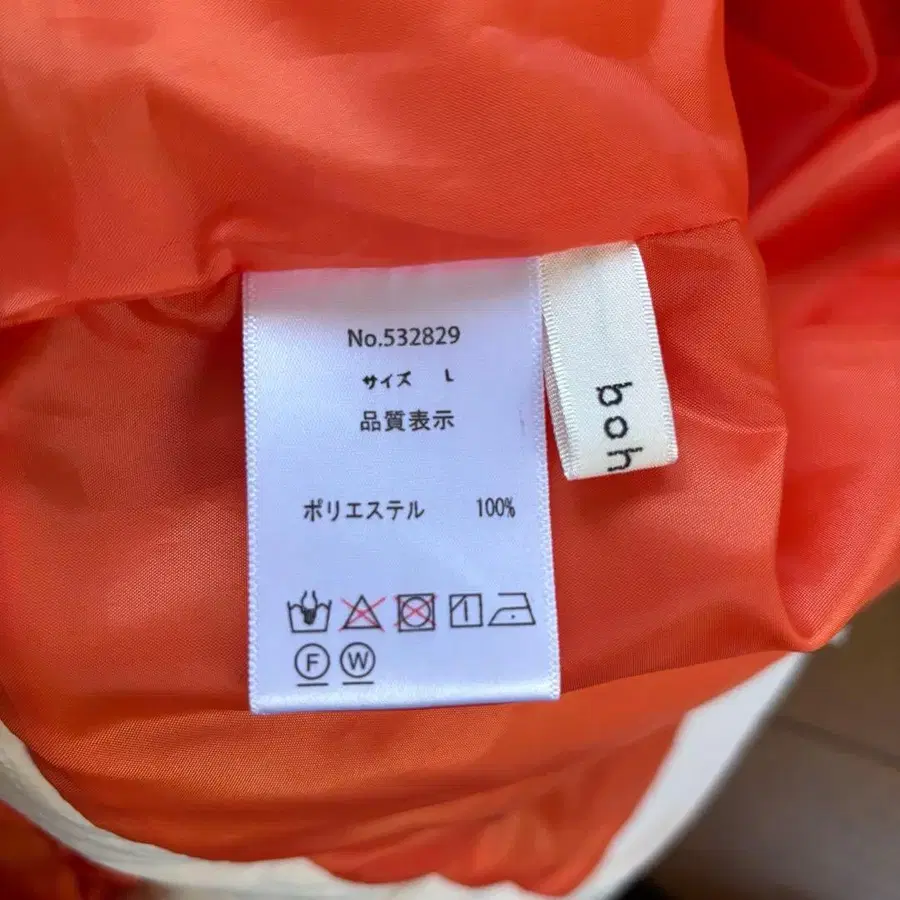 No.532829
サイズ L
品質表示
ポリエステル 100%
F W
boh